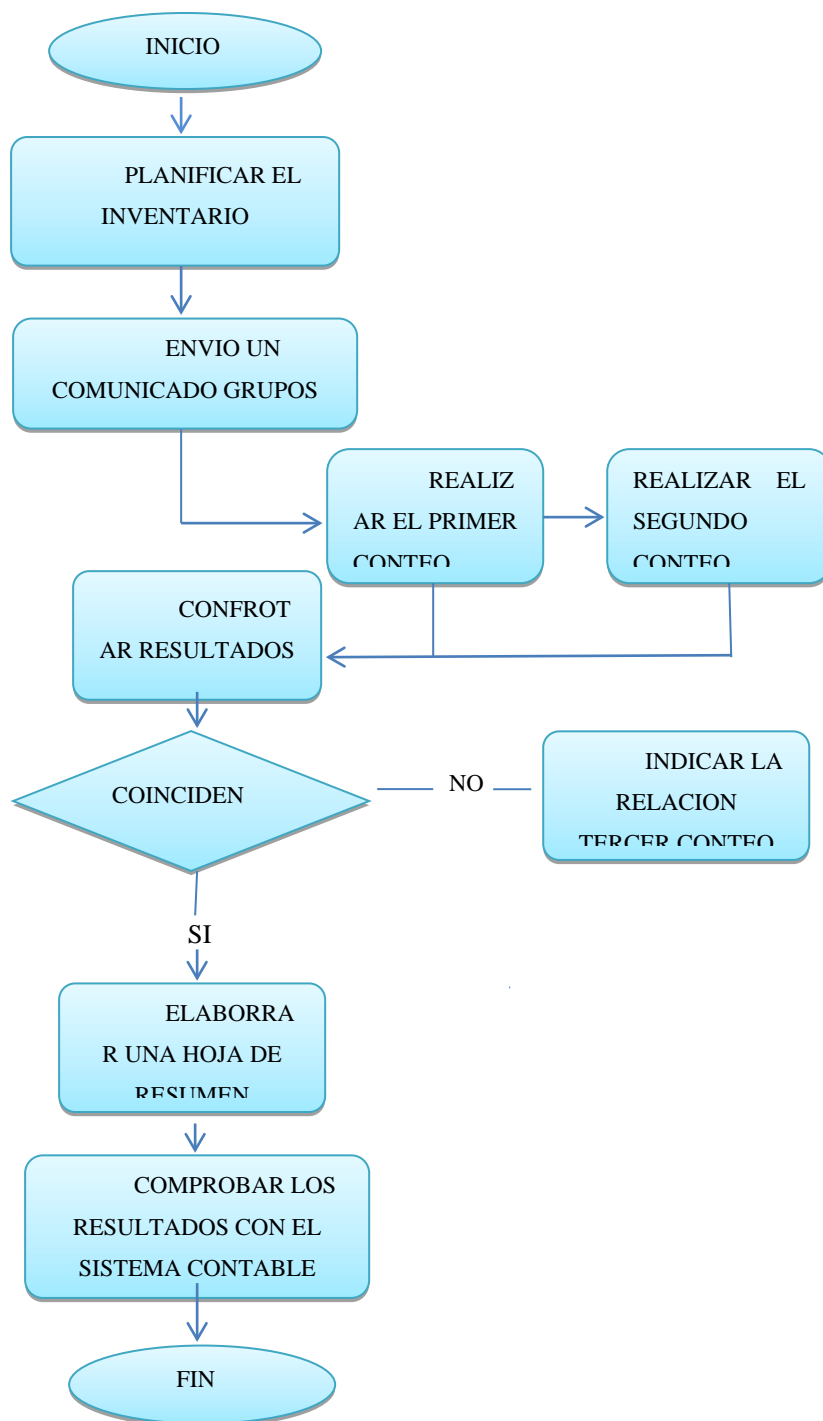 INICIO
PLANIFICAR EL
INVENTARIO
ENVIO UN
COMUNICADO GRUPOS
REALIZ
AR EL PRIMER
CONTEO
REALIZAR EL
SEGUNDO
CONTEO
CONFROT
AR RESULTADOS
COINCIDEN
NO
INDICAR LA
RELACION
TERCER CONTEO
SI
ELABORRA
R UNA HOJA DE
RESUMEN
COMPROBAR LOS
RESULTADOS CON EL
SISTEMA CONTABLE
FIN